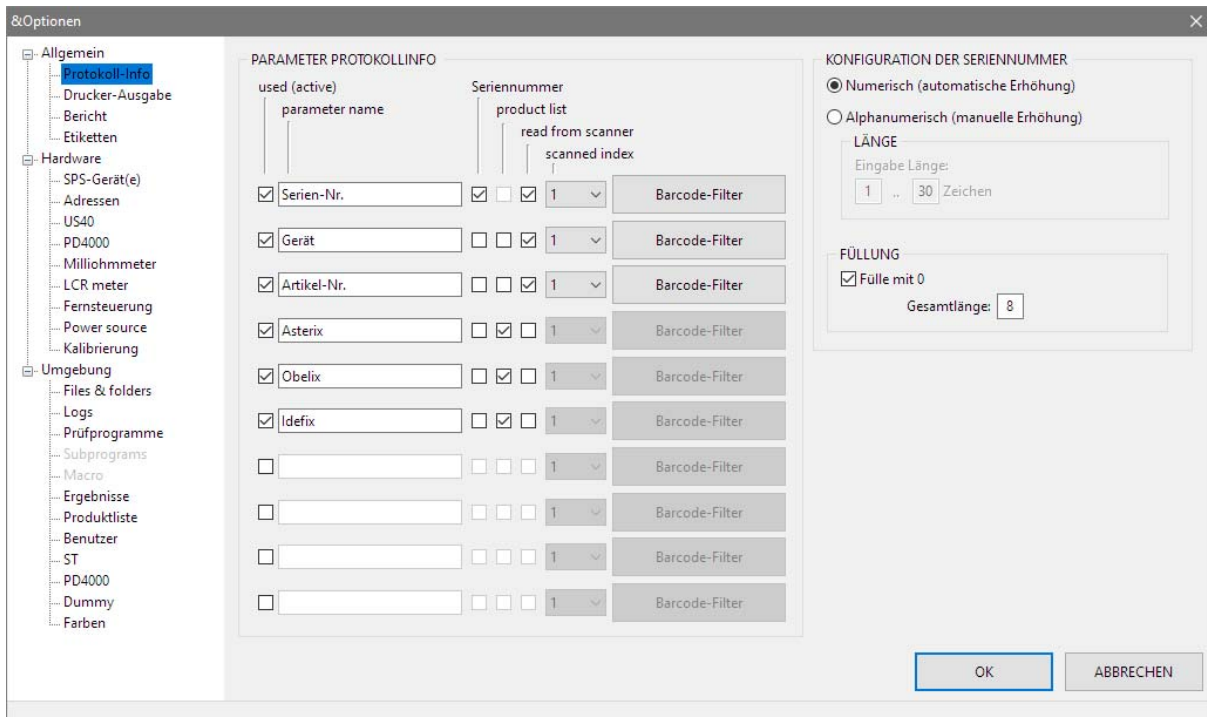 &Optionen
Allgemein
Protokoll-Info
Drucker-Ausgabe
Bericht
Etiketten
Hardware
SPS-Gerät(e)
Adressen
US40
PD4000
Milliohmmeter
LCR meter
Fernsteuerung
Power source
Kalibrierung
Umgebung
Files & folders
Logs
Prüfprogramme
Subprograms
Macro
Ergebnisse
Produktliste
Benutzer
ST
PD4000
Dummy
Farben
PARAMETER PROTOKOLLINFO
used (active) Seriennummer
parameter name product list
read from scanner
scanned index
Serien-Nr. 1 Barcode-Filter
Gerät 1 Barcode-Filter
Artikel-Nr. 1 Barcode-Filter
Asterix 1 Barcode-Filter
Obelix 1 Barcode-Filter
Idefix 1 Barcode-Filter
1 Barcode-Filter
1 Barcode-Filter
1 Barcode-Filter
1 Barcode-Filter
KONFIGURATION DER SERIENNUMMER
Numerisch (automatische Erhöhung)
Alphanumerisch (manuelle Erhöhung)
LÄNGE
Eingabe Länge:
1 .. 30 Zeichen
FÜLLUNG
Fülle mit 0
Gesamtlänge: 8
OK ABBRECHEN